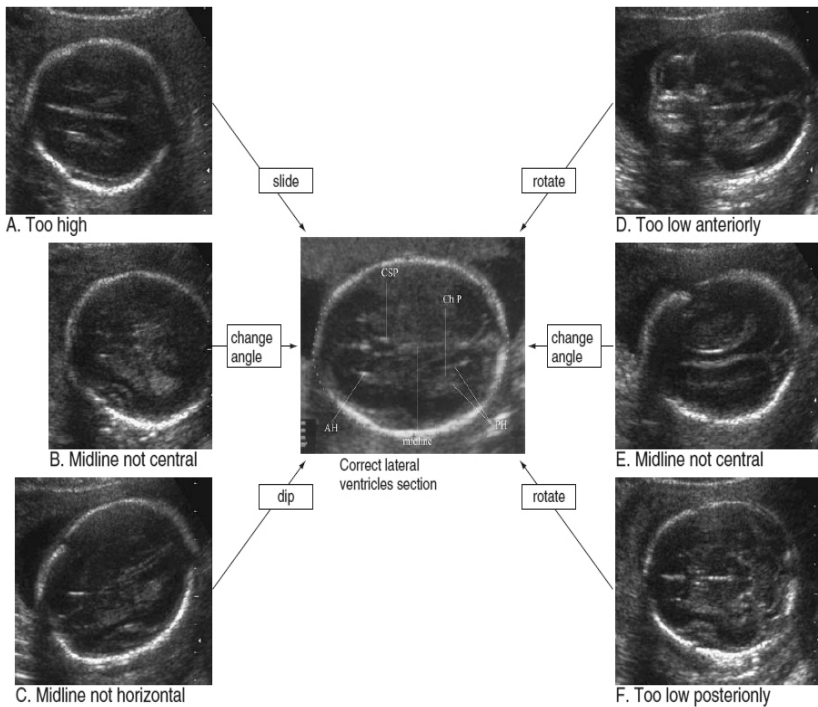 A. Too high
slide
rotate
D. Too low anteriorly
CSP
Ch P
AH
PH
midline
change
angle
change
angle
B. Midline not central
Correct lateral
ventricles section
E. Midline not central
dip
rotate
C. Midline not horizontal
F. Too low posterionly